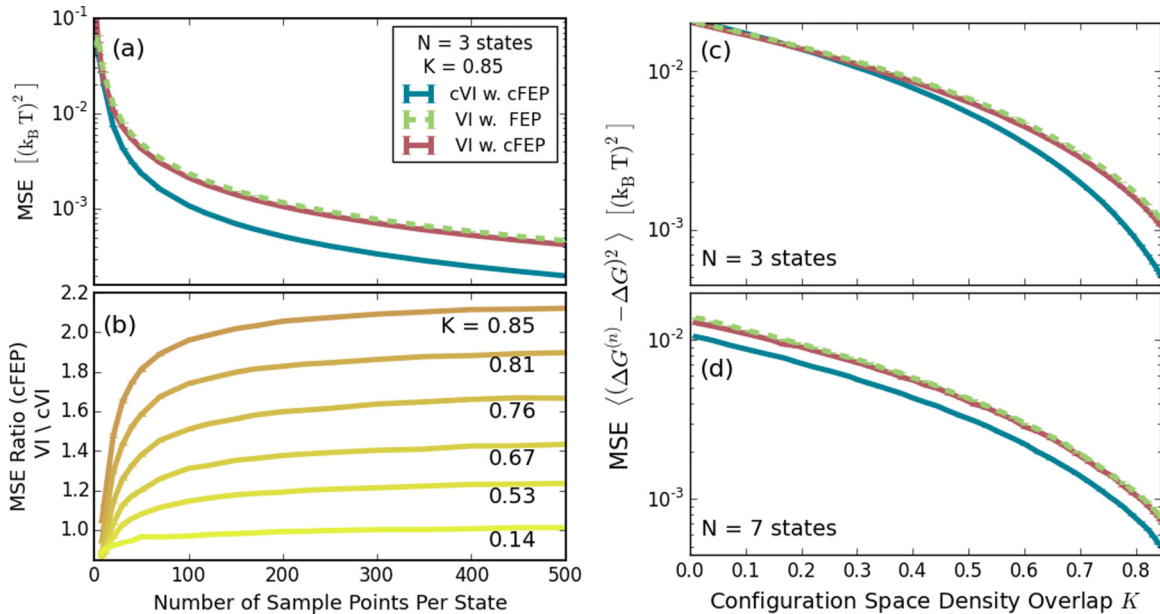 10⁻¹
10⁻²
10⁻³
MSE [(k_B T)²]
(a)
N = 3 states
K = 0.85
cVI w. cFEP
VI w. FEP
VI w. cFEP
2.2
2.0
1.8
1.6
1.4
1.2
1.0
MSE Ratio (cFEP)
VI \ cVI
(b)
K = 0.85
0.81
0.76
0.67
0.53
0.14
0 100 200 300 400 500
Number of Sample Points Per State
MSE ⟨(ΔG⁽ⁿ⁾ − ΔG)²⟩ [(k_B T)²]
10⁻²
10⁻³
(c)
N = 3 states
10⁻²
10⁻³
(d)
N = 7 states
0.0 0.1 0.2 0.3 0.4 0.5 0.6 0.7 0.8
Configuration Space Density Overlap K